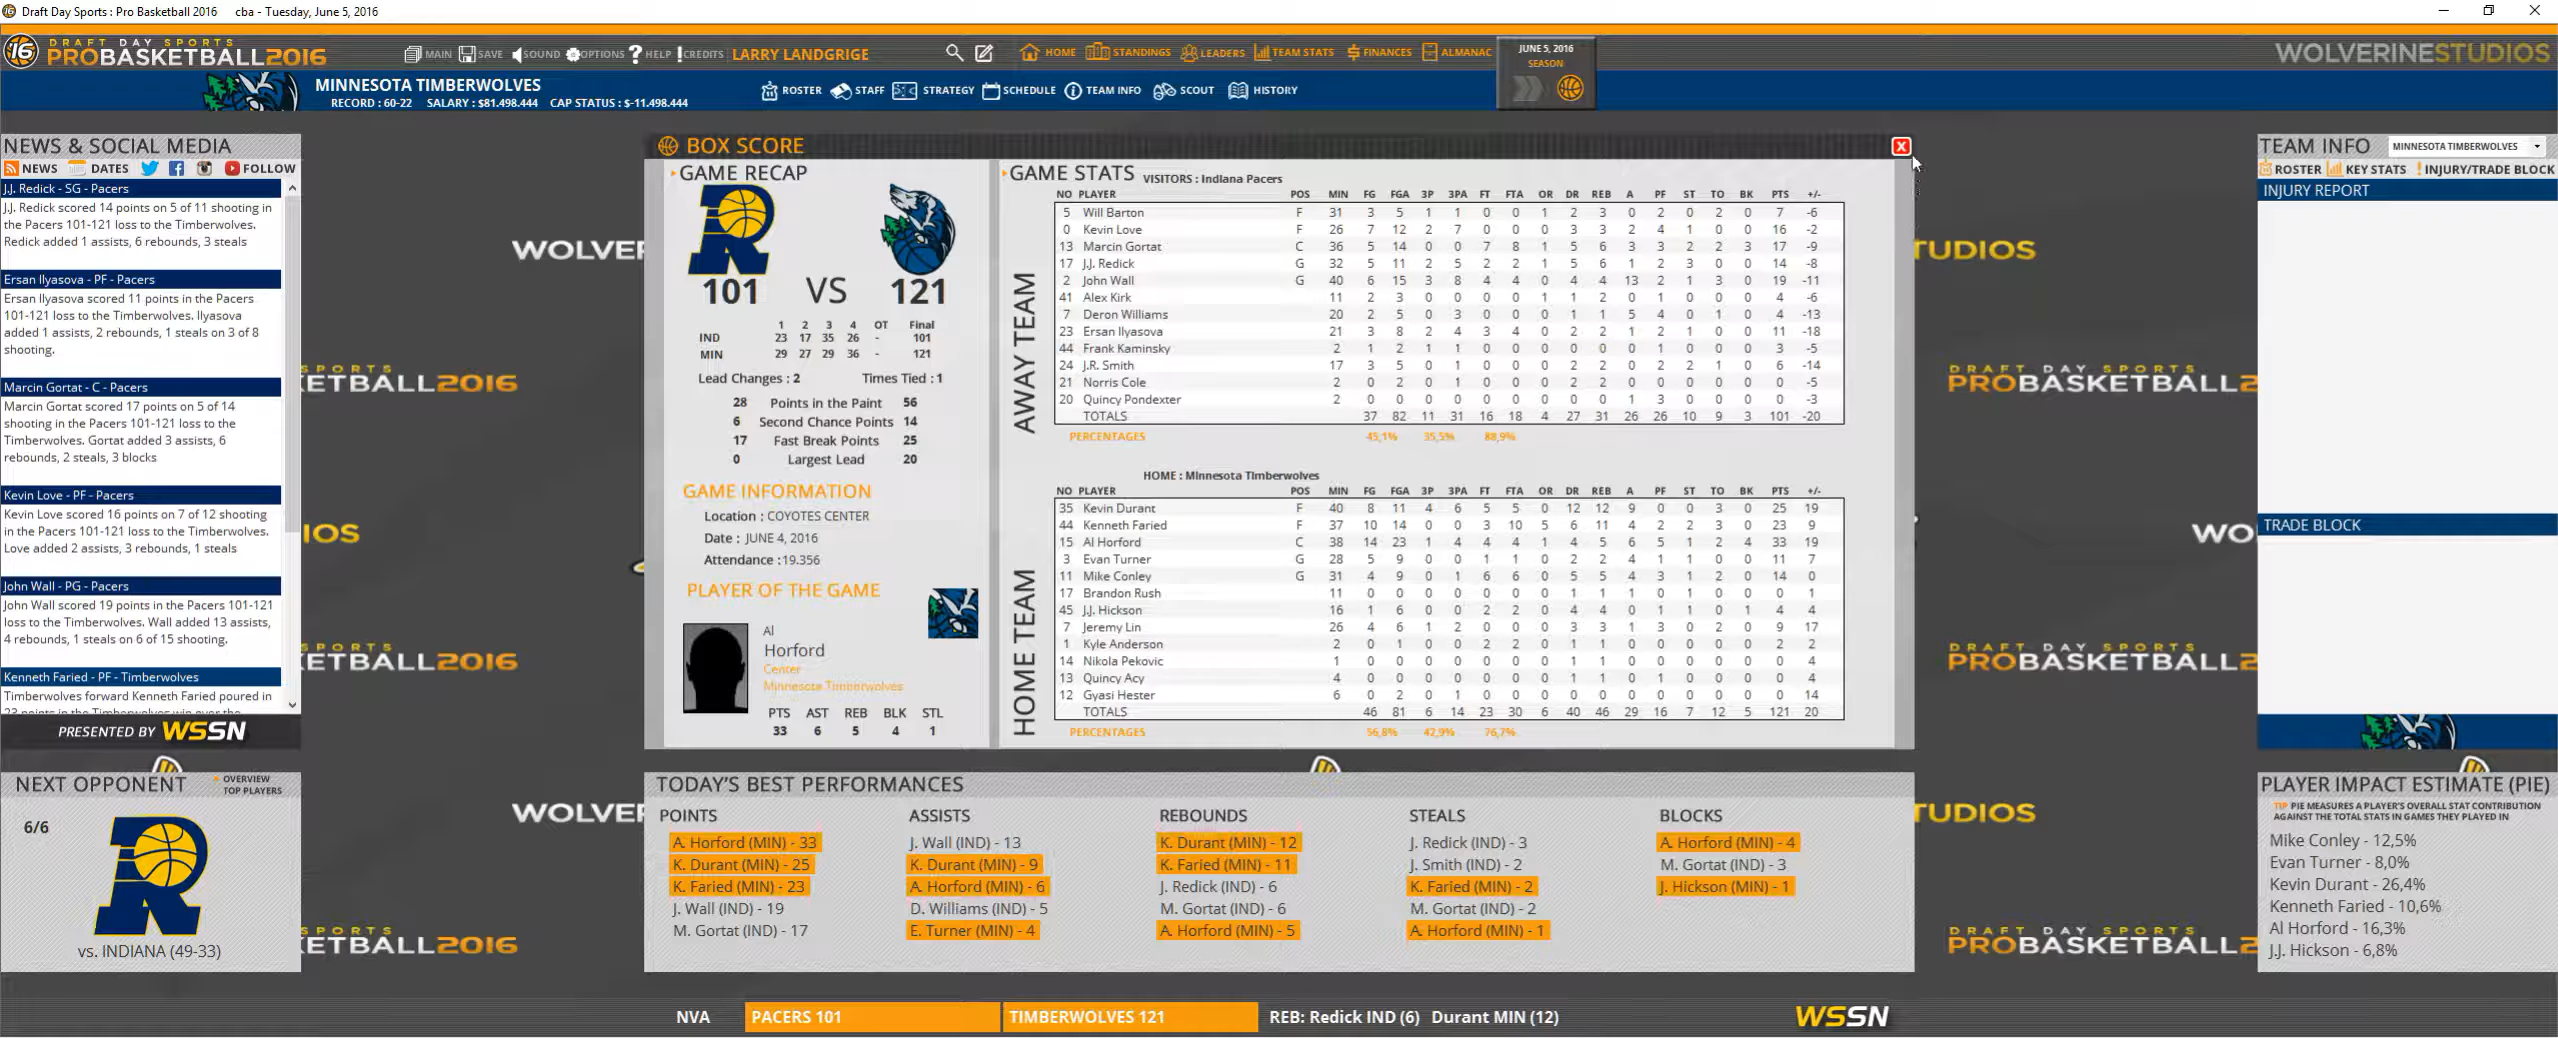 Draft Day Sports : Pro Basketball 2016 cba - Tuesday, June 5, 2016
'16 DRAFT DAY SPORTS
PROBASKETBALL2016
MAIN SAVE SOUND OPTIONS ? HELP ! CREDITS LARRY LANDGRIGE
HOME STANDINGS LEADERS TEAM STATS $ FINANCES ALMANAC
JUNE 5, 2016
SEASON
WOLVERINESTUDIOS
MINNESOTA TIMBERWOLVES
RECORD : 60-22 SALARY : $81.498.444 CAP STATUS : $-11.498.444
ROSTER STAFF STRATEGY SCHEDULE TEAM INFO SCOUT HISTORY
NEWS & SOCIAL MEDIA
NEWS DATES FOLLOW
J.J. Redick - SG - Pacers
J.J. Redick scored 14 points on 5 of 11 shooting in
the Pacers 101-121 loss to the Timberwolves.
Redick added 1 assists, 6 rebounds, 3 steals
Ersan Ilyasova - PF - Pacers
Ersan Ilyasova scored 11 points in the Pacers
101-121 loss to the Timberwolves. Ilyasova
added 1 assists, 2 rebounds, 1 steals on 3 of 8
shooting.
Marcin Gortat - C - Pacers
Marcin Gortat scored 17 points on 5 of 14
shooting in the Pacers 101-121 loss to the
Timberwolves. Gortat added 3 assists, 6
rebounds, 2 steals, 3 blocks
Kevin Love - PF - Pacers
Kevin Love scored 16 points on 7 of 12 shooting
in the Pacers 101-121 loss to the Timberwolves.
Love added 2 assists, 3 rebounds, 1 steals
John Wall - PG - Pacers
John Wall scored 19 points in the Pacers 101-121
loss to the Timberwolves. Wall added 13 assists,
4 rebounds, 1 steals on 6 of 15 shooting.
Kenneth Faried - PF - Timberwolves
Timberwolves forward Kenneth Faried poured in
23 points in the Timberwolves win over the
PRESENTED BY WSSN
NEXT OPPONENT
OVERVIEW
TOP PLAYERS
6/6
vs. INDIANA (49-33)
BOX SCORE
X
GAME RECAP
101 VS 121
1 2 3 4 OT Final
IND 23 17 35 26 - 101
MIN 29 27 29 36 - 121
Lead Changes : 2 Times Tied : 1
28 Points in the Paint 56
6 Second Chance Points 14
17 Fast Break Points 25
0 Largest Lead 20
GAME INFORMATION
Location : COYOTES CENTER
Date : JUNE 4, 2016
Attendance :19.356
PLAYER OF THE GAME
Al
Horford
Center
Minnesota Timberwolves
PTS AST REB BLK STL
33 6 5 4 1
GAME STATS VISITORS : Indiana Pacers
AWAY TEAM
NO PLAYER POS MIN FG FGA 3P 3PA FT FTA OR DR REB A PF ST TO BK PTS +/-
5 Will Barton F 31 3 5 1 1 0 0 1 2 3 0 2 0 2 0 7 -6
0 Kevin Love F 26 7 12 2 7 0 0 0 3 3 2 4 1 0 0 16 -2
13 Marcin Gortat C 36 5 14 0 0 7 8 1 5 6 3 3 2 2 3 17 -9
17 J.J. Redick G 32 5 11 2 5 2 2 1 5 6 1 2 3 0 0 14 -8
2 John Wall G 40 6 15 3 8 4 4 0 4 4 13 2 1 3 0 19 -11
41 Alex Kirk 11 2 3 0 0 0 0 1 1 2 0 1 0 0 0 4 -6
7 Deron Williams 20 2 5 0 3 0 0 0 1 1 5 4 0 1 0 4 -13
23 Ersan Ilyasova 21 3 8 2 4 3 4 0 2 2 1 2 1 0 0 11 -18
44 Frank Kaminsky 2 1 2 1 1 0 0 0 0 0 0 1 0 0 0 3 -5
24 J.R. Smith 17 3 5 0 1 0 0 0 2 2 0 2 2 1 0 6 -14
21 Norris Cole 2 0 2 0 1 0 0 0 2 2 0 0 0 0 0 0 -5
20 Quincy Pondexter 2 0 0 0 0 0 0 0 0 0 1 3 0 0 0 0 -3
TOTALS 37 82 11 31 16 18 4 27 31 26 26 10 9 3 101 -20
PERCENTAGES 45,1% 35,5% 88,9%
HOME : Minnesota Timberwolves
HOME TEAM
NO PLAYER POS MIN FG FGA 3P 3PA FT FTA OR DR REB A PF ST TO BK PTS +/-
35 Kevin Durant F 40 8 11 4 6 5 5 0 12 12 9 0 0 3 0 25 19
44 Kenneth Faried F 37 10 14 0 0 3 10 5 6 11 4 2 2 3 0 23 9
15 Al Horford C 38 14 23 1 4 4 4 1 4 5 6 5 1 2 4 33 19
3 Evan Turner G 28 5 9 0 0 1 1 0 2 2 4 1 1 0 0 11 7
11 Mike Conley G 31 4 9 0 1 6 6 0 5 5 4 3 1 2 0 14 0
17 Brandon Rush 11 0 0 0 0 0 0 0 1 1 1 0 1 0 0 0 1
45 J.J. Hickson 16 1 6 0 0 2 2 0 4 4 0 1 1 0 1 4 4
7 Jeremy Lin 26 4 6 1 2 0 0 0 3 3 1 3 0 2 0 9 17
1 Kyle Anderson 2 0 1 0 0 2 2 0 1 1 0 0 0 0 0 2 2
14 Nikola Pekovic 1 0 0 0 0 0 0 0 1 1 0 0 0 0 0 0 4
13 Quincy Acy 4 0 0 0 0 0 0 0 1 1 0 1 0 0 0 0 4
12 Gyasi Hester 6 0 2 0 1 0 0 0 0 0 0 0 0 0 0 0 14
TOTALS 46 81 6 14 23 30 6 40 46 29 16 7 12 5 121 20
PERCENTAGES 56,8% 42,9% 76,7%
TODAY'S BEST PERFORMANCES
POINTS ASSISTS REBOUNDS STEALS BLOCKS
A. Horford (MIN) - 33 J. Wall (IND) - 13 K. Durant (MIN) - 12 J. Redick (IND) - 3 A. Horford (MIN) - 4
K. Durant (MIN) - 25 K. Durant (MIN) - 9 K. Faried (MIN) - 11 J. Smith (IND) - 2 M. Gortat (IND) - 3
K. Faried (MIN) - 23 A. Horford (MIN) - 6 J. Redick (IND) - 6 K. Faried (MIN) - 2 J. Hickson (MIN) - 1
J. Wall (IND) - 19 D. Williams (IND) - 5 M. Gortat (IND) - 6 M. Gortat (IND) - 2
M. Gortat (IND) - 17 E. Turner (MIN) - 4 A. Horford (MIN) - 5 A. Horford (MIN) - 1
TEAM INFO MINNESOTA TIMBERWOLVES
ROSTER KEY STATS ! INJURY/TRADE BLOCK
INJURY REPORT
TRADE BLOCK
PLAYER IMPACT ESTIMATE (PIE)
TIP PIE MEASURES A PLAYER'S OVERALL STAT CONTRIBUTION
AGAINST THE TOTAL STATS IN GAMES THEY PLAYED IN
Mike Conley - 12,5%
Evan Turner - 8,0%
Kevin Durant - 26,4%
Kenneth Faried - 10,6%
Al Horford - 16,3%
J.J. Hickson - 6,8%
NVA PACERS 101 TIMBERWOLVES 121 REB: Redick IND (6) Durant MIN (12) WSSN